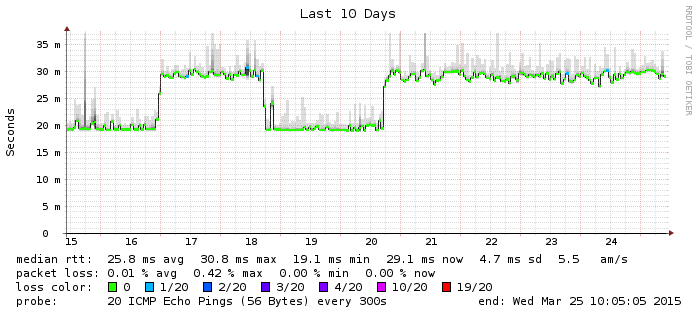 Last 10 Days
RRDTOOL / TOBI OETIKER
Seconds
35 m
30 m
25 m
20 m
15 m
10 m
5 m
0
15 16 17 18 19 20 21 22 23 24
median rtt: 25.8 ms avg 30.8 ms max 19.1 ms min 29.1 ms now 4.7 ms sd 5.5 am/s
packet loss: 0.01 % avg 0.42 % max 0.00 % min 0.00 % now
loss color: 0 1/20 2/20 3/20 4/20 10/20 19/20
probe: 20 ICMP Echo Pings (56 Bytes) every 300s end: Wed Mar 25 10:05:05 2015